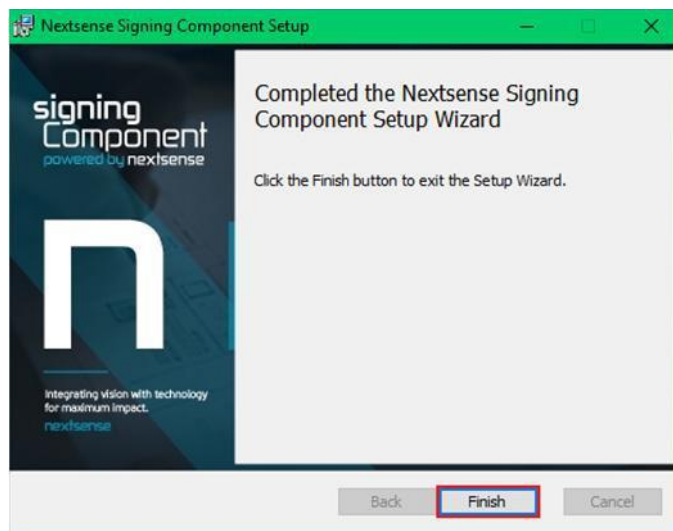 Nextsense Signing Component Setup
signing
Component
powered by nextsense
Completed the Nextsense Signing
Component Setup Wizard
Click the Finish button to exit the Setup Wizard.
n
Integrating vision with technology
for maximum impact.
nextsense
Back
Finish
Cancel